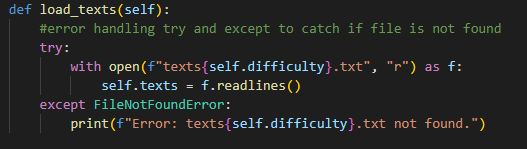 def load_texts(self):
    #error handling try and except to catch if file is not found
    try:
        with open(f"texts{self.difficulty}.txt", "r") as f:
            self.texts = f.readlines()
    except FileNotFoundError:
        print(f"Error: texts{self.difficulty}.txt not found.")